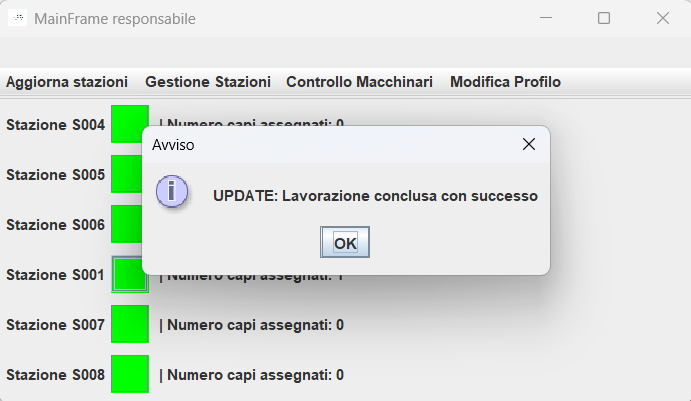 MainFrame responsabile
Aggiorna stazioni Gestione Stazioni Controllo Macchinari Modifica Profilo
Stazione S004 | Numero capi assegnati: 0
Avviso
Stazione S005
UPDATE: Lavorazione conclusa con successo
Stazione S006
OK
Stazione S001 | Numero capi assegnati: 1
Stazione S007 | Numero capi assegnati: 0
Stazione S008 | Numero capi assegnati: 0